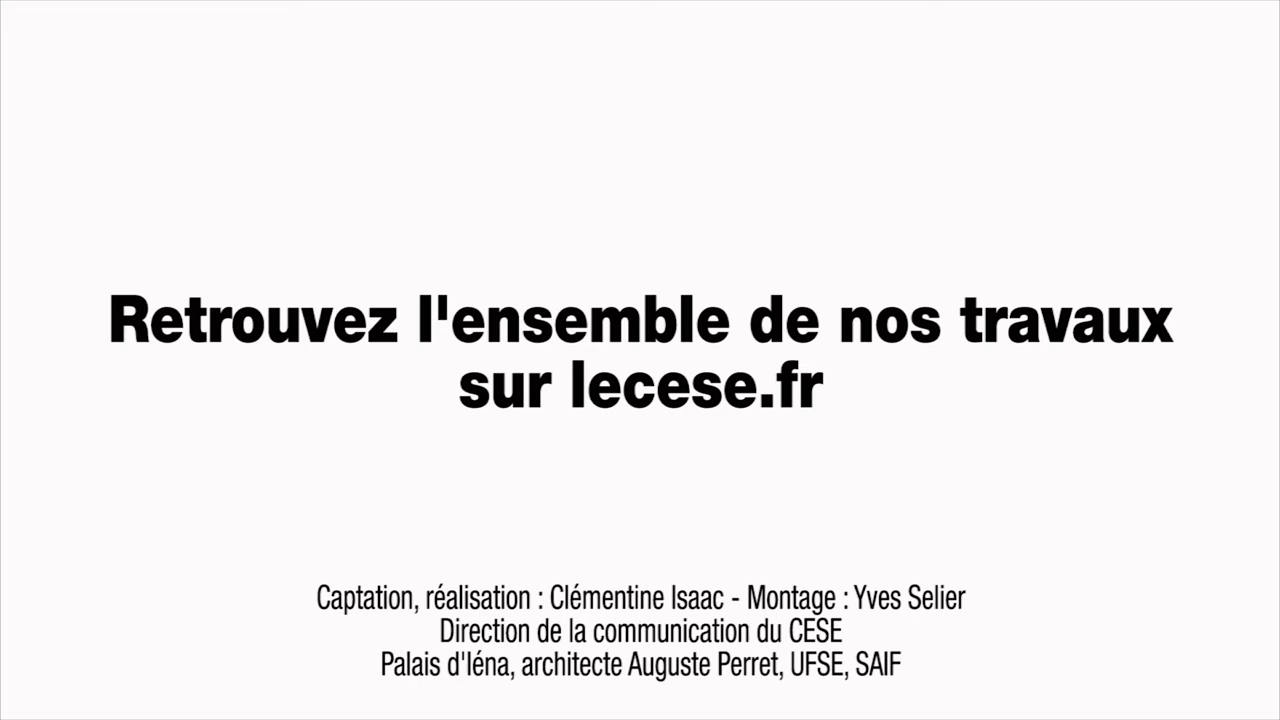 Retrouvez l'ensemble de nos travaux
sur lecese.fr
Captation, réalisation : Clémentine Isaac - Montage : Yves Selier
Direction de la communication du CESE
Palais d'Iéna, architecte Auguste Perret, UFSE, SAIF